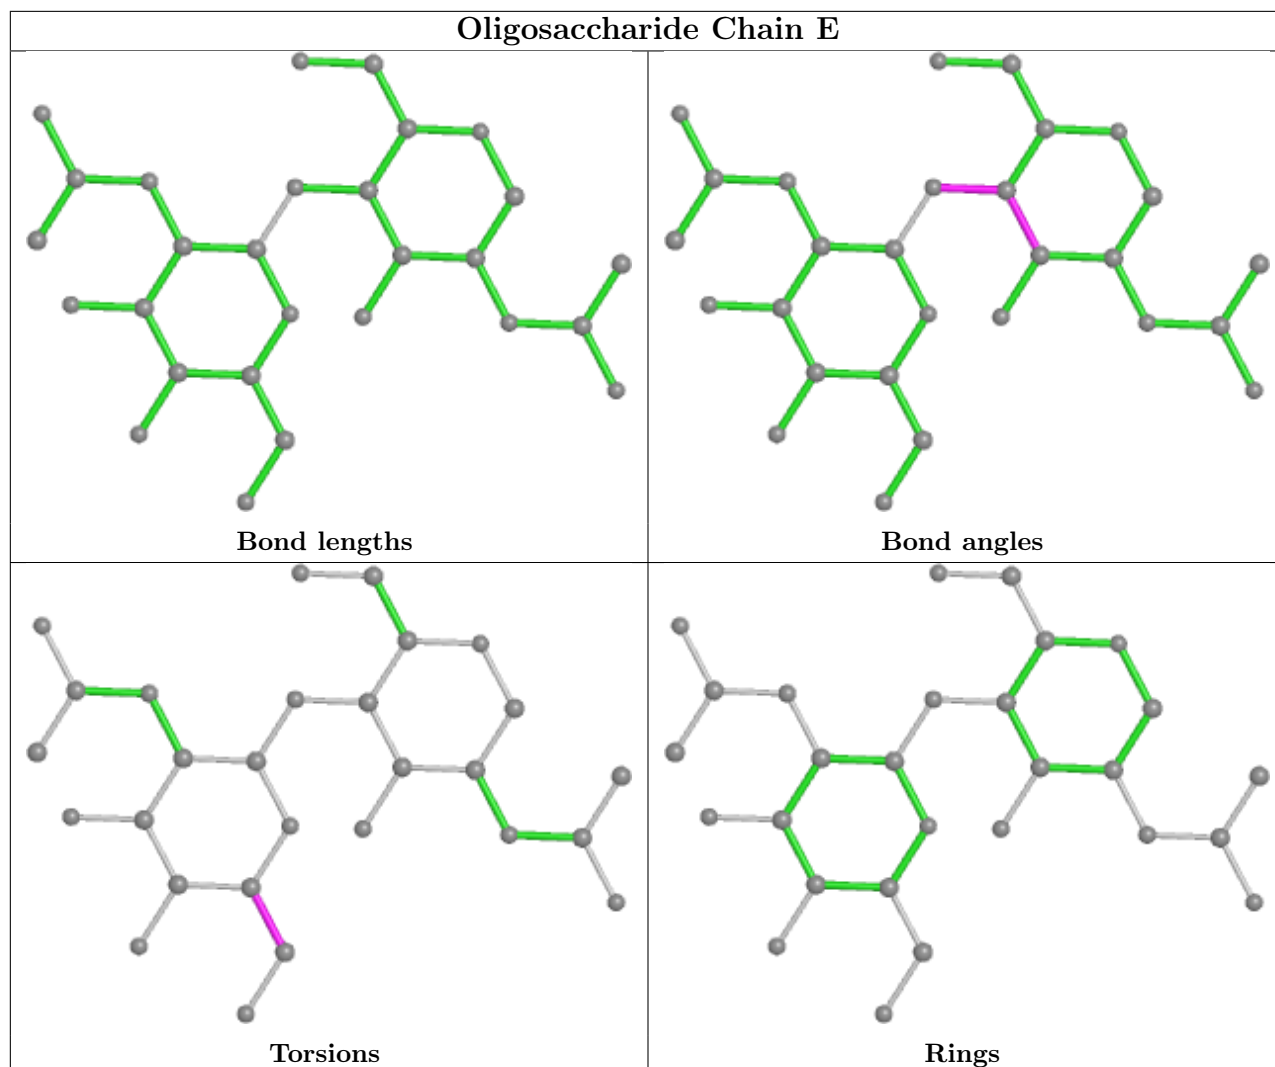 Oligosaccharide Chain E
Bond lengths
Bond angles
Torsions
Rings